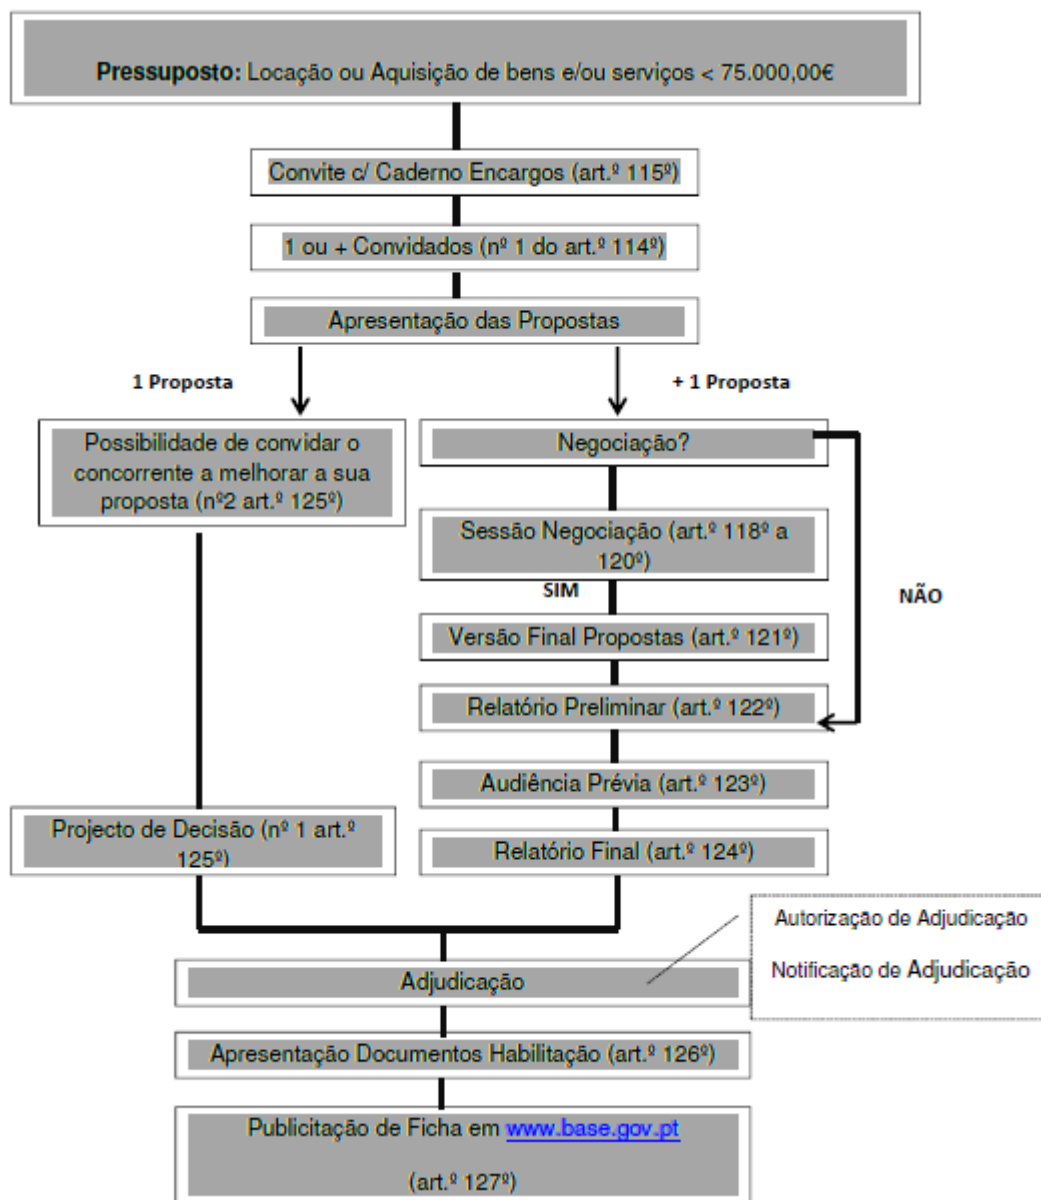 Pressuposto: Locação ou Aquisição de bens e/ou serviços < 75.000,00€
Convite c/ Caderno Encargos (art.º 115º)
1 ou + Convidados (nº 1 do art.º 114º)
Apresentação das Propostas
1 Proposta
+ 1 Proposta
Possibilidade de convidar o
concorrente a melhorar a sua
proposta (nº2 art.º 125º)
Negociação?
Sessão Negociação (art.º 118º a
120º)
SIM
NÃO
Versão Final Propostas (art.º 121º)
Relatório Preliminar (art.º 122º)
Audiência Prévia (art.º 123º)
Projecto de Decisão (nº 1 art.º
125º)
Relatório Final (art.º 124º)
Autorização de Adjudicação
Notificação de Adjudicação
Adjudicação
Apresentação Documentos Habilitação (art.º 126º)
Publicitação de Ficha em www.base.gov.pt
(art.º 127º)